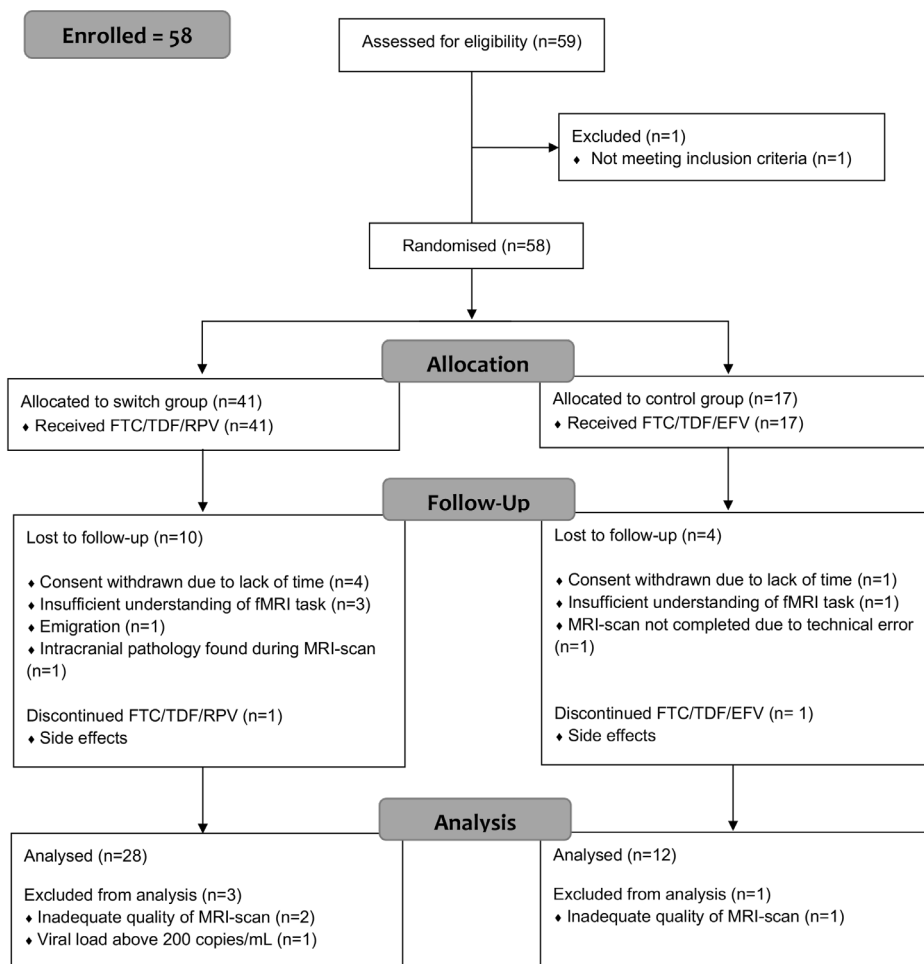 Enrolled = 58
Assessed for eligibility (n=59)
Excluded (n=1)
♦ Not meeting inclusion criteria (n=1)
Randomised (n=58)
Allocation
Allocated to switch group (n=41)
♦ Received FTC/TDF/RPV (n=41)
Allocated to control group (n=17)
♦ Received FTC/TDF/EFV (n=17)
Follow-Up
Lost to follow-up (n=10)
♦ Consent withdrawn due to lack of time (n=4)
♦ Insufficient understanding of fMRI task (n=3)
♦ Emigration (n=1)
♦ Intracranial pathology found during MRI-scan
(n=1)
Discontinued FTC/TDF/RPV (n=1)
♦ Side effects
Lost to follow-up (n=4)
♦ Consent withdrawn due to lack of time (n=1)
♦ Insufficient understanding of fMRI task (n=1)
♦ MRI-scan not completed due to technical error
(n=1)
Discontinued FTC/TDF/EFV (n= 1)
♦ Side effects
Analysis
Analysed (n=28)
Excluded from analysis (n=3)
♦ Inadequate quality of MRI-scan (n=2)
♦ Viral load above 200 copies/mL (n=1)
Analysed (n=12)
Excluded from analysis (n=1)
♦ Inadequate quality of MRI-scan (n=1)